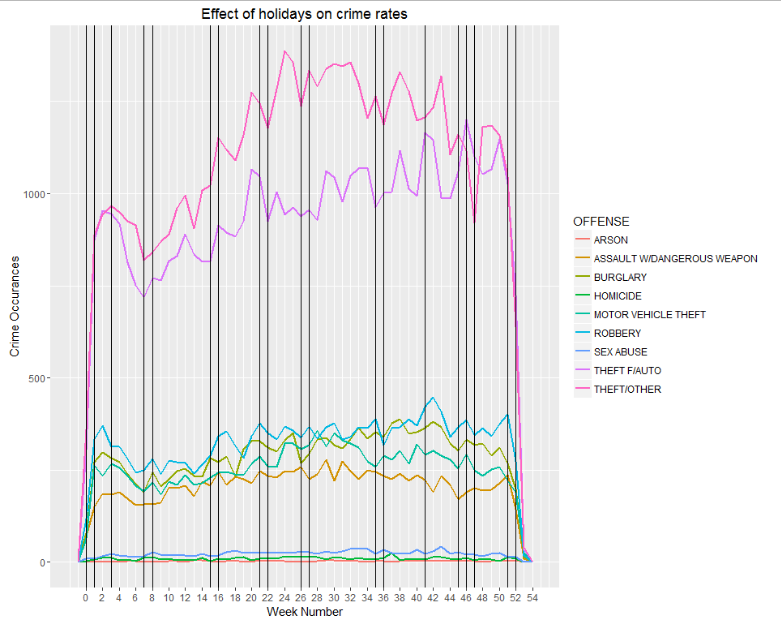 Effect of holidays on crime rates
1000
500
0
Crime Occurances
0 2 4 6 8 10 12 14 16 18 20 22 24 26 28 30 32 34 36 38 40 42 44 46 48 50 52 54
Week Number
OFFENSE
ARSON
ASSAULT W/DANGEROUS WEAPON
BURGLARY
HOMICIDE
MOTOR VEHICLE THEFT
ROBBERY
SEX ABUSE
THEFT F/AUTO
THEFT/OTHER